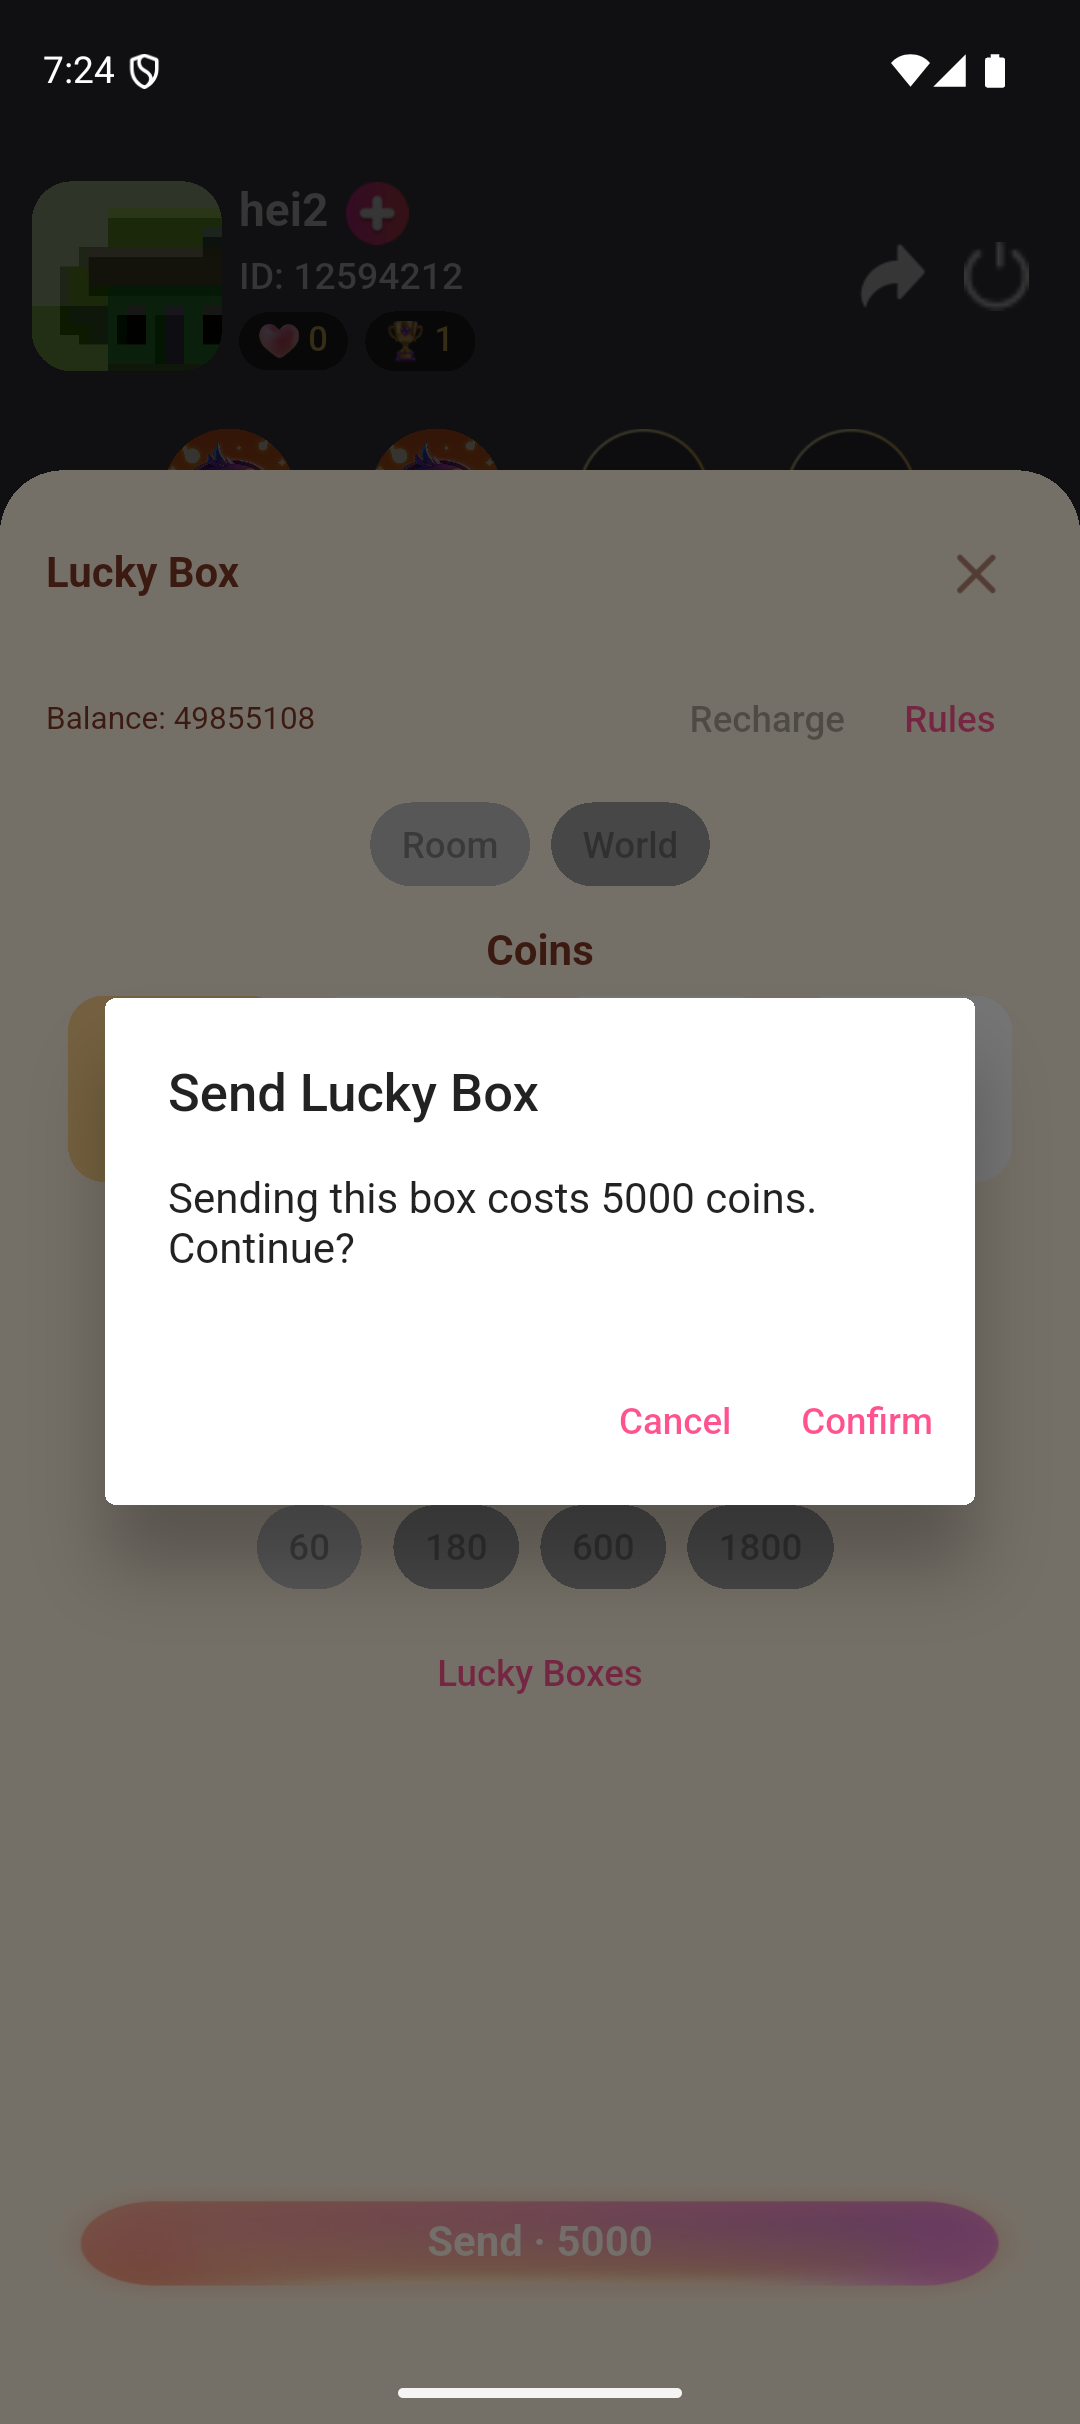 7:24
hei2
ID: 12594212
0
1
Lucky Box
Balance: 49855108
Recharge
Rules
Room
World
Coins
Send Lucky Box
Sending this box costs 5000 coins.
Continue?
Cancel
Confirm
60
180
600
1800
Lucky Boxes
Send · 5000